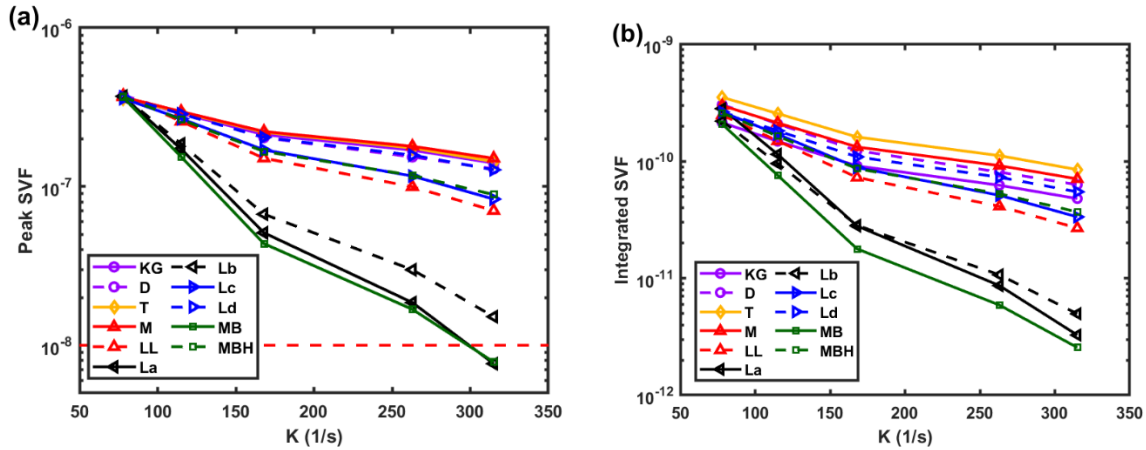 (a)
10^-6
10^-7
10^-8
Peak SVF
KG
D
T
M
LL
La
Lb
Lc
Ld
MB
MBH
50 100 150 200 250 300 350
K (1/s)
(b)
10^-9
10^-10
10^-11
10^-12
Integrated SVF
KG
D
T
M
LL
La
Lb
Lc
Ld
MB
MBH
50 100 150 200 250 300 350
K (1/s)